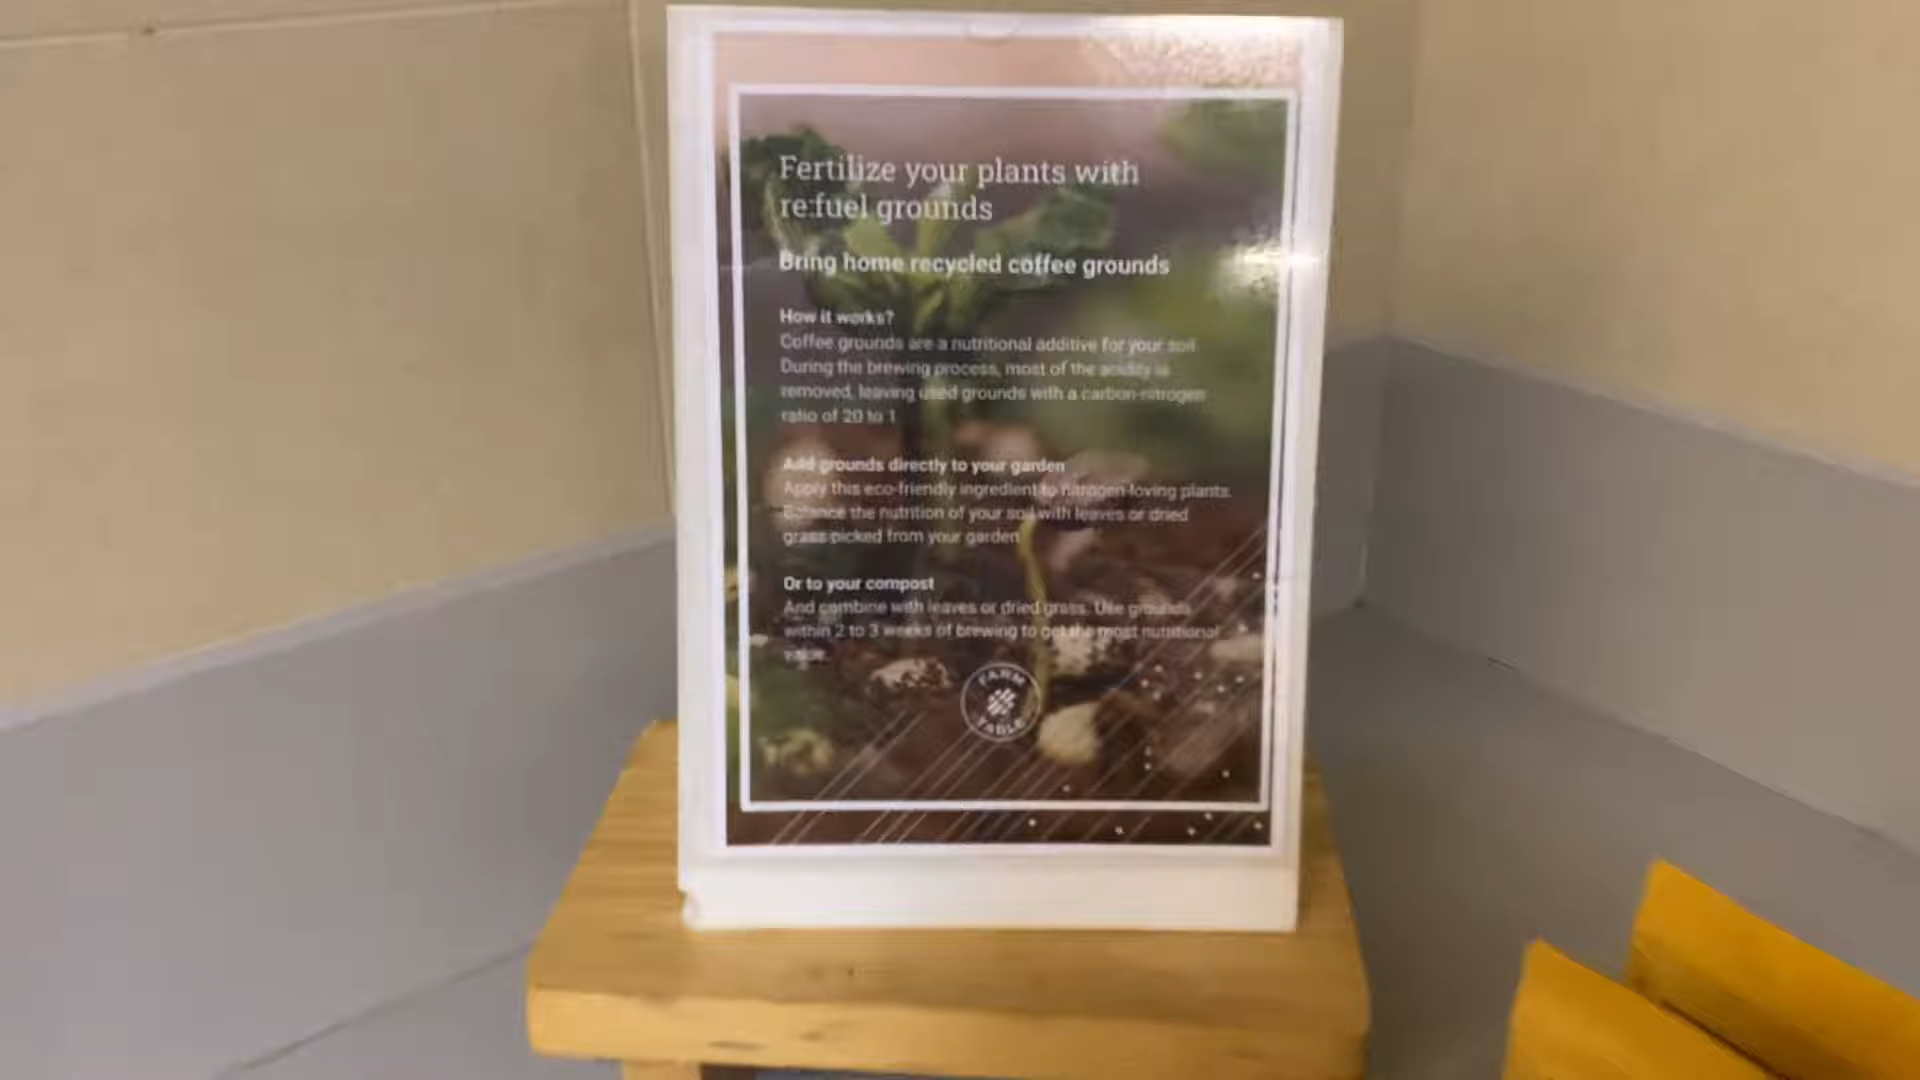 Fertilize your plants with
re:fuel grounds
Bring home recycled coffee grounds
How it works?
Coffee grounds are a nutritional additive for your soil.
During the brewing process, most of the acidity is
removed, leaving used grounds with a carbon-nitrogen
ratio of 20 to 1
Add grounds directly to your garden
Apply this eco-friendly ingredient to nitrogen-loving plants.
Balance the nutrition of your soil with leaves or dried
grass picked from your garden
Or to your compost
And combine with leaves or dried grass. Use grounds
within 2 to 3 weeks of brewing to get the most nutritional
value.
FARM
TABLE